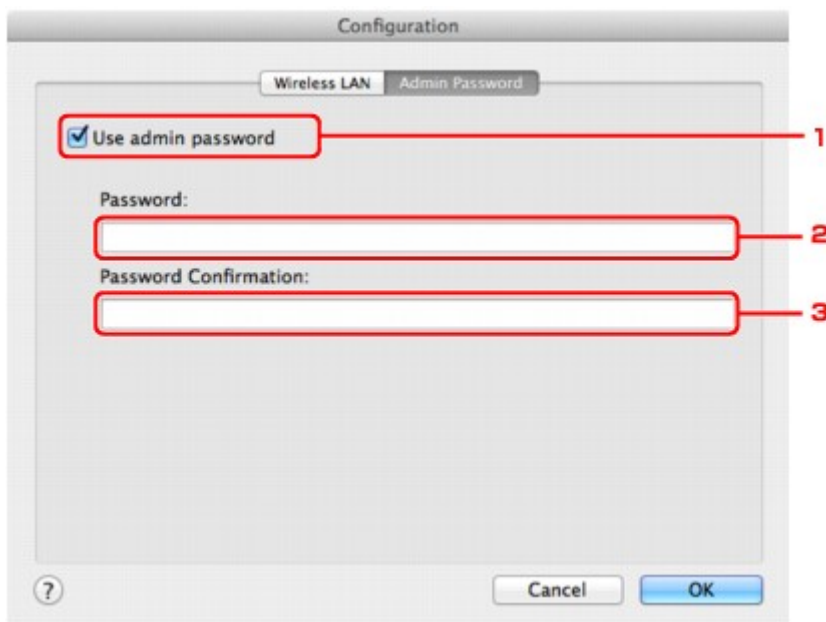 Configuration
Wireless LAN Admin Password
Use admin password 1
Password:
2
Password Confirmation:
3
? Cancel OK